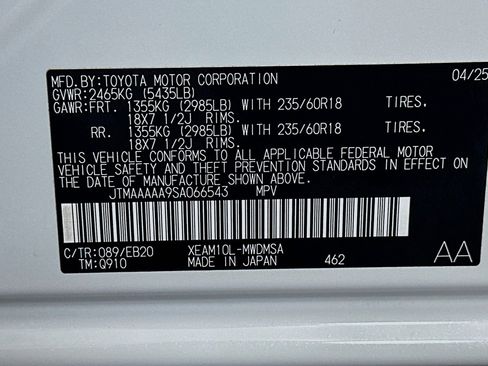 MFD.BY:TOYOTA MOTOR CORPORATION 04/25
GVWR:2465KG (5435LB)
GAWR:FRT. 1355KG (2985LB) WITH 235/60R18 TIRES.
18X7 1/2J RIMS.
RR. 1355KG (2985LB) WITH 235/60R18 TIRES.
18X7 1/2J RIMS.
THIS VEHICLE CONFORMS TO ALL APPLICABLE FEDERAL MOTOR
VEHICLE SAFETY AND THEFT PREVENTION STANDARDS IN EFFECT
ON THE DATE OF MANUFACTURE SHOWN ABOVE.
JTMAAAAA9SA066543 MPV
C/TR:089/EB20 XEAM10L-MWDMSA AA
TM:Q910 MADE IN JAPAN 462